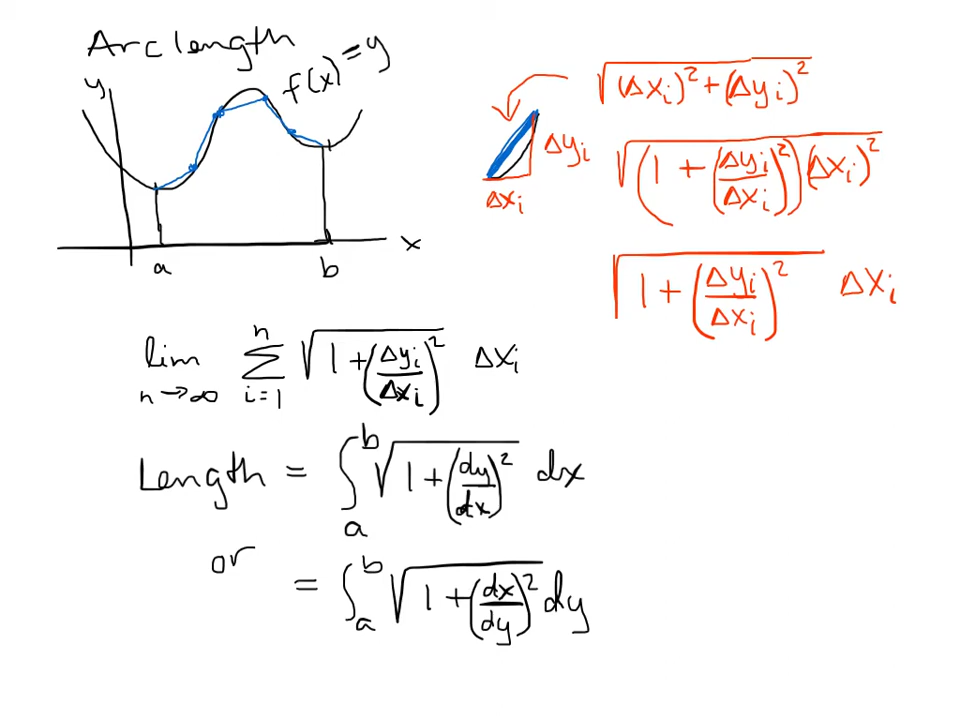 Arc length
y
f(x) = y
a
b
x
√((Δxi)² + (Δyi)²)
Δyi
Δxi
√((1 + (Δyi/Δxi)²)(Δxi)²)
√(1 + (Δyi/Δxi)²) Δxi
lim n→∞ ∑ i=1 n √(1 + (Δyi/Δxi)²) Δxi
Length = ∫ₐᵇ √(1 + (dy/dx)²) dx
or
= ∫ₐᵇ √(1 + (dx/dy)²) dy